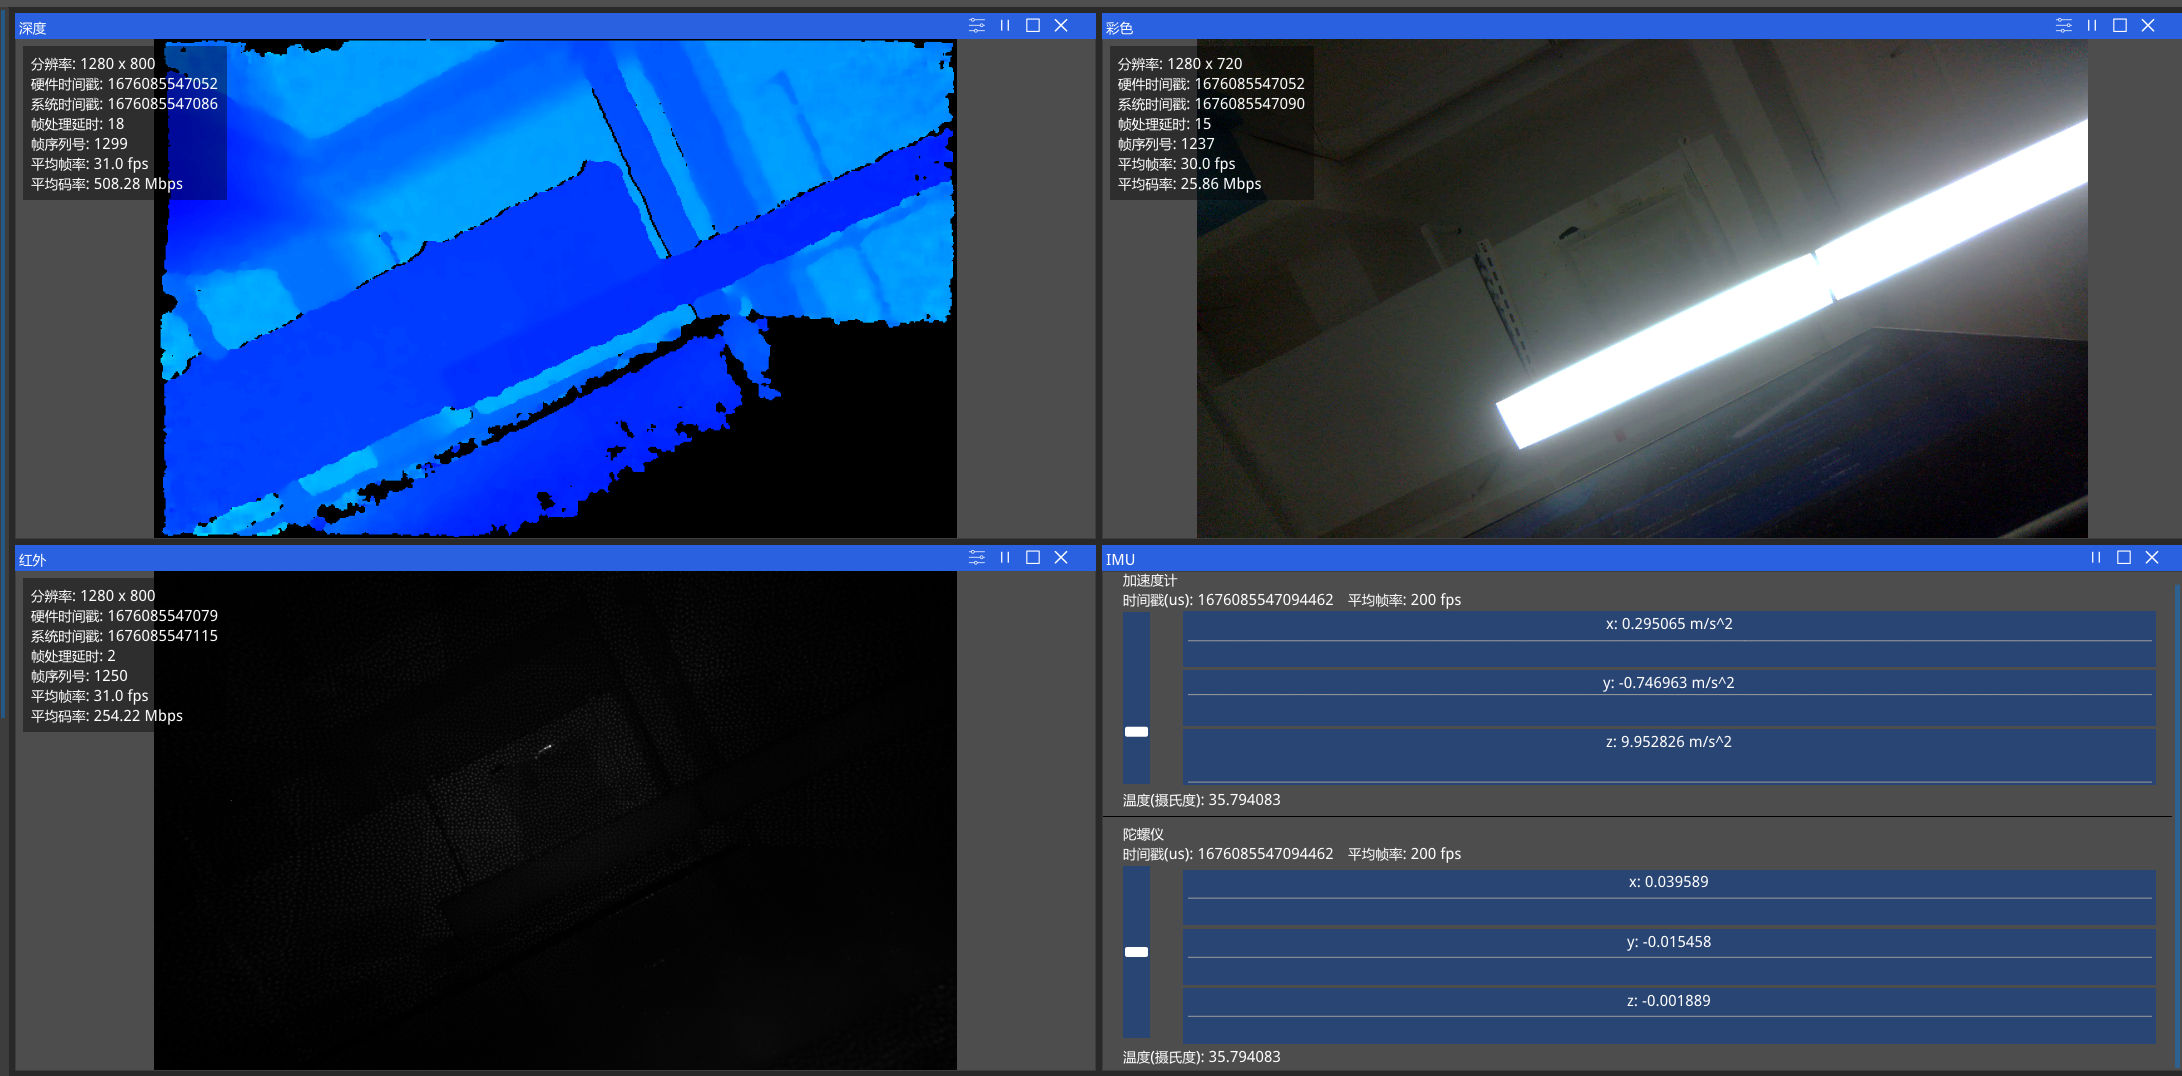 深度
分辨率: 1280 x 800
硬件时间戳: 1676085547052
系统时间戳: 1676085547086
帧处理延时: 18
帧序列号: 1299
平均帧率: 31.0 fps
平均码率: 508.28 Mbps
彩色
分辨率: 1280 x 720
硬件时间戳: 1676085547052
系统时间戳: 1676085547090
帧处理延时: 15
帧序列号: 1237
平均帧率: 30.0 fps
平均码率: 25.86 Mbps
红外
分辨率: 1280 x 800
硬件时间戳: 1676085547079
系统时间戳: 1676085547115
帧处理延时: 2
帧序列号: 1250
平均帧率: 31.0 fps
平均码率: 254.22 Mbps
IMU
加速度计
时间戳(us): 1676085547094462 平均帧率: 200 fps
x: 0.295065 m/s^2
y: -0.746963 m/s^2
z: 9.952826 m/s^2
温度(摄氏度): 35.794083
陀螺仪
时间戳(us): 1676085547094462 平均帧率: 200 fps
x: 0.039589
y: -0.015458
z: -0.001889
温度(摄氏度): 35.794083